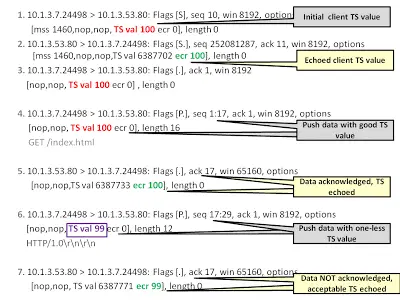 1. 10.1.3.7.24498 > 10.1.3.53.80: Flags [S], seq 10, win 8192, options
Initial client TS value
[mss 1460,nop,nop, TS val 100 ecr 0], length 0
2. 10.1.3.53.80 > 10.1.3.7.24498: Flags [S.], seq 252081287, ack 11, win 8192, options
[mss 1460,nop,nop,TS val 6387702 ecr 100], length 0
Echoed client TS value
3. 10.1.3.7.24498 > 10.1.3.53.80: Flags [.], ack 1, win 8192
[nop,nop, TS val 100 ecr 0] , length 0
4. 10.1.3.7.24498 > 10.1.3.53.80: Flags [P.], seq 1:17, ack 1, win 8192, options
[nop,nop, TS val 100 ecr 0], length 16
Push data with good TS
value
GET /index.html
5. 10.1.3.53.80 > 10.1.3.7.24498: Flags [.], ack 17, win 65160, options
[nop,nop,TS val 6387733 ecr 100], length 0
Data acknowledged, TS
echoed
6. 10.1.3.7.24498 > 10.1.3.53.80: Flags [P.], seq 17:29, ack 1, win 8192, options
[nop,nop, TS val 99 ecr 0], length 12
Push data with one-less
TS value
HTTP/1.0\r\n\r\n
7. 10.1.3.53.80 > 10.1.3.7.24498: Flags [.], ack 17, win 65160, options
[nop,nop, TS val 6387771 ecr 99], length 0
Data NOT acknowledged,
acceptable TS echoed